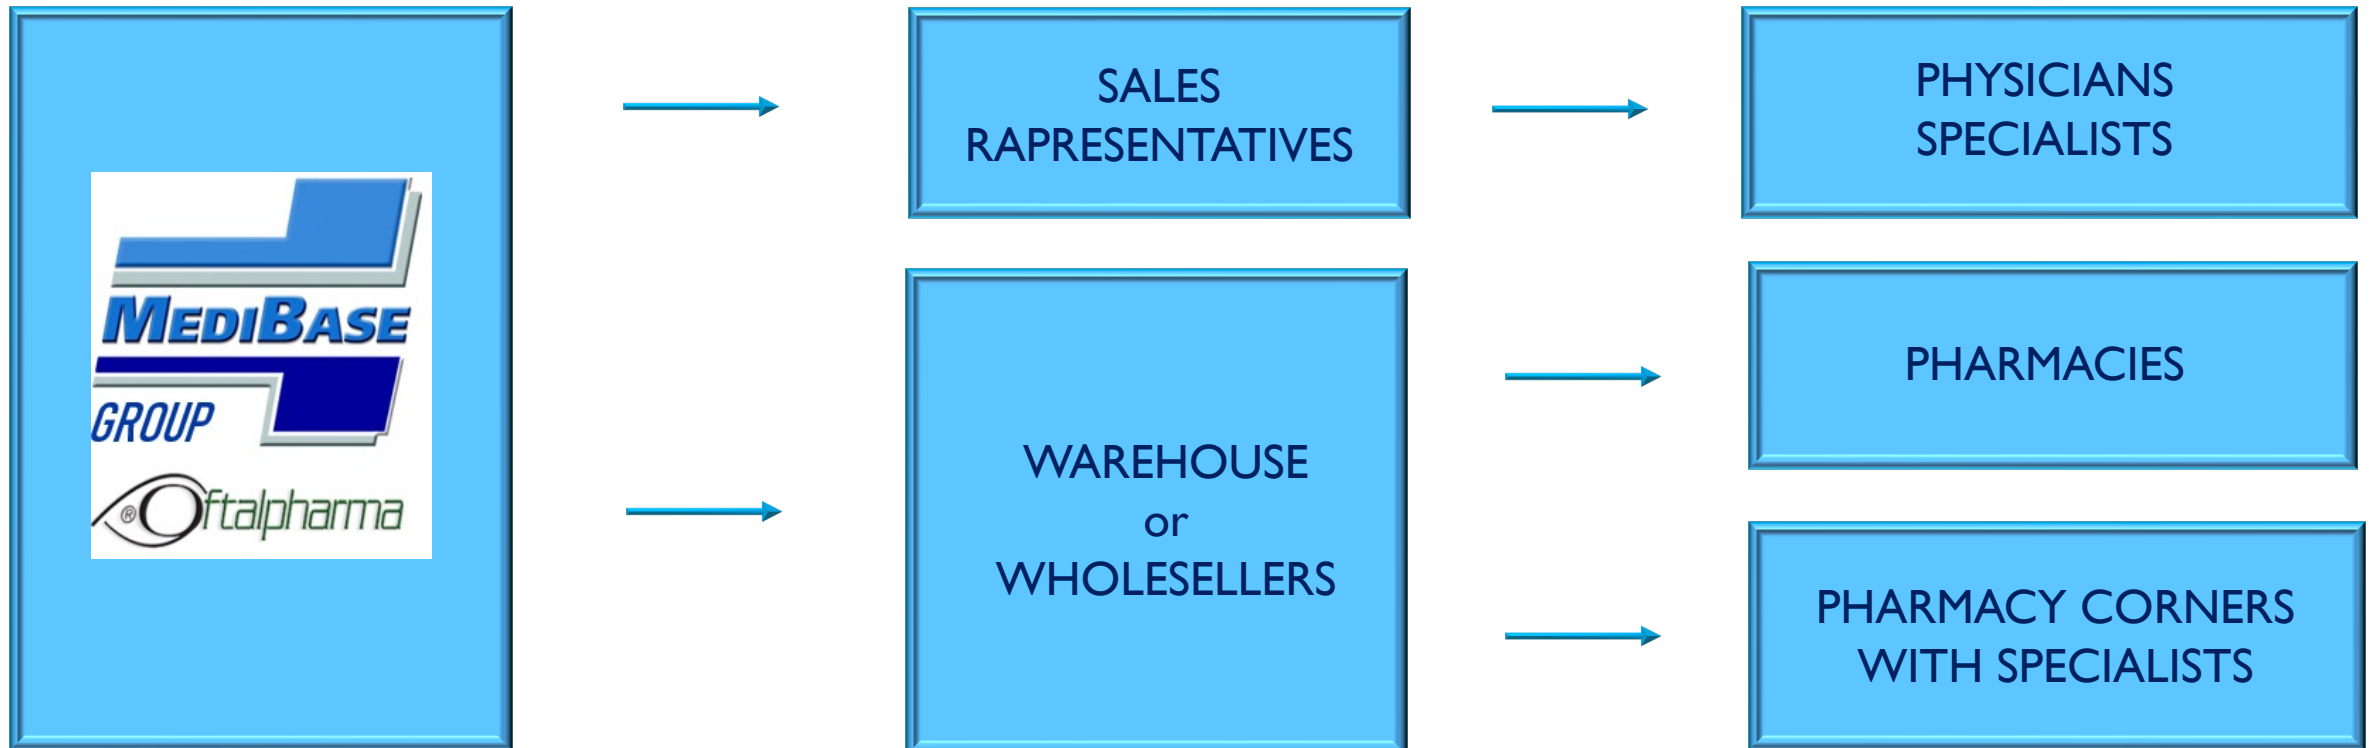 MEDIBASE
GROUP
® Oftalpharma
SALES
RAPRESENTATIVES
WAREHOUSE
or
WHOLESELLERS
PHYSICIANS
SPECIALISTS
PHARMACIES
PHARMACY CORNERS
WITH SPECIALISTS